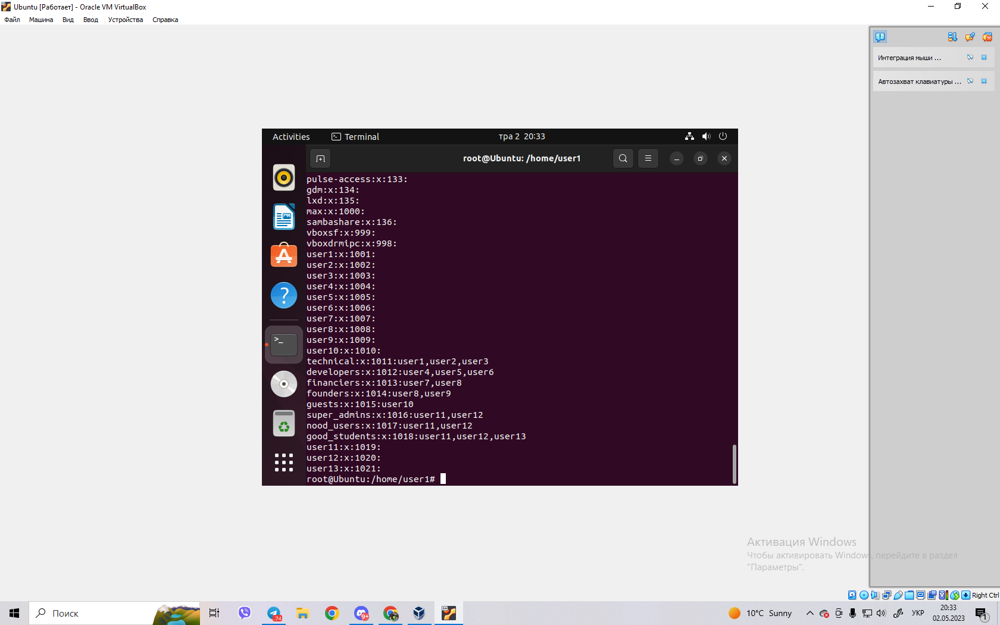 Ubuntu [Работает] - Oracle VM VirtualBox
Файл Машина Вид Ввод Устройства Справка
Интеграция мыши ...
Автозахват клавиатуры ...
Activities Terminal тра 2 20:33
root@Ubuntu: /home/user1
pulse-access:x:133:
gdm:x:134:
lxd:x:135:
max:x:1000:
sambashare:x:136:
vboxsf:x:999:
vboxdrmipc:x:998:
user1:x:1001:
user2:x:1002:
user3:x:1003:
user4:x:1004:
user5:x:1005:
user6:x:1006:
user7:x:1007:
user8:x:1008:
user9:x:1009:
user10:x:1010:
technical:x:1011:user1,user2,user3
developers:x:1012:user4,user5,user6
financiers:x:1013:user7,user8
founders:x:1014:user8,user9
guests:x:1015:user10
super_admins:x:1016:user11,user12
nood_users:x:1017:user11,user12
good_students:x:1018:user11,user12,user13
user11:x:1019:
user12:x:1020:
user13:x:1021:
root@Ubuntu:/home/user1#
Активация Windows
Чтобы активировать Windows, перейдите в раздел
"Параметры".
Right Ctrl
Поиск
74
9+
64
10°C Sunny
УКР
20:33
02.05.2023
1